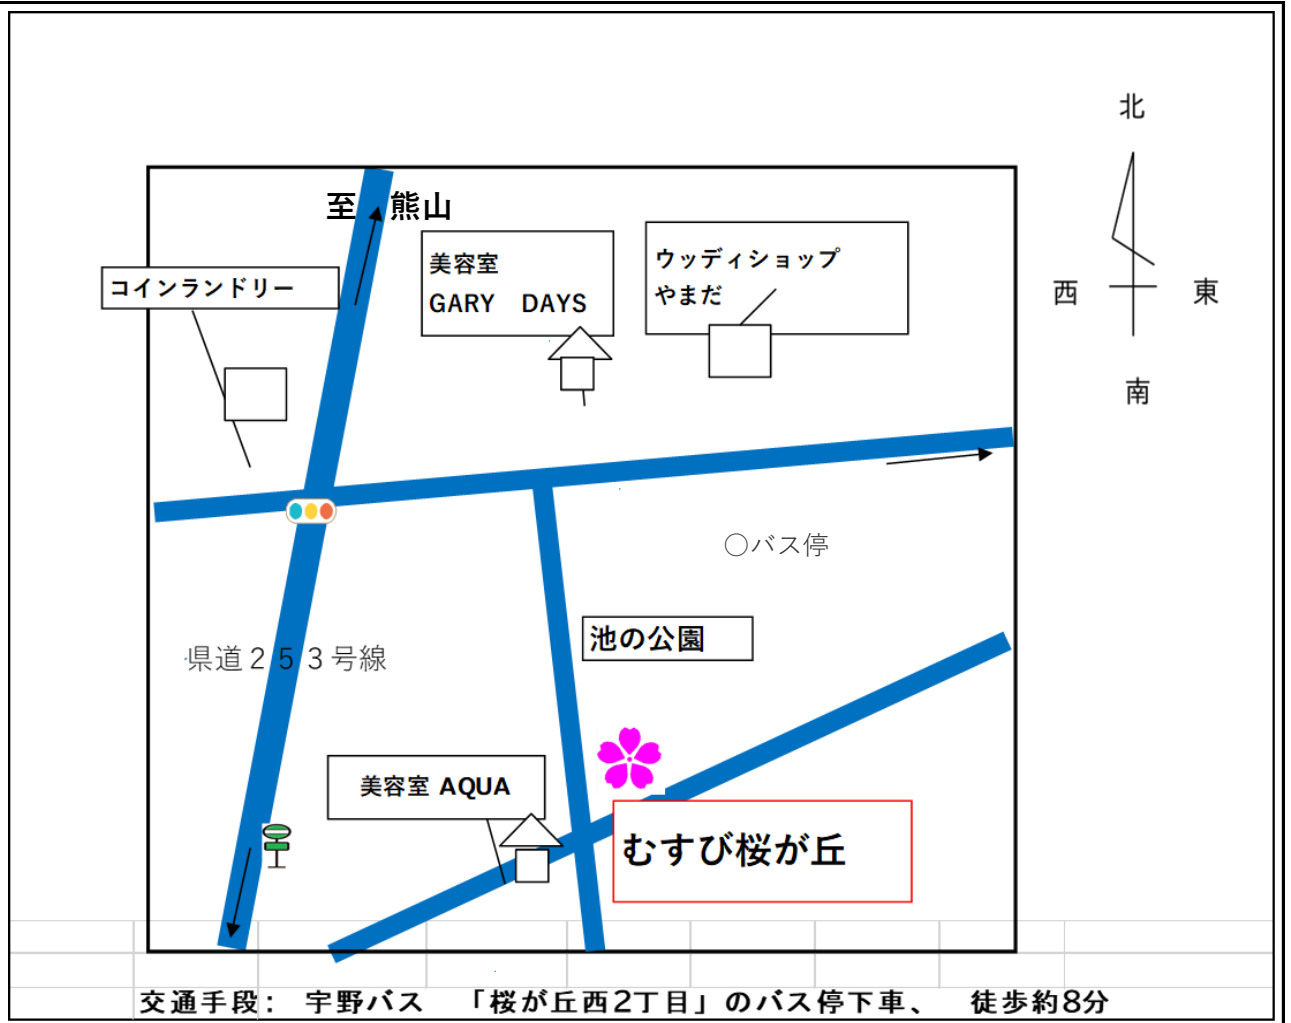 北
至 熊山
美容室
GARY DAYS
ウッディショップ
やまだ
コインランドリー
西
東
南
○バス停
池の公園
県道２５３号線
美容室 AQUA
むすび桜が丘
交通手段： 宇野バス 「桜が丘西2丁目」のバス停下車、 徒歩約8分